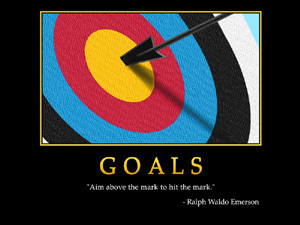 GOALS
"Aim above the mark to hit the mark."
- Ralph Waldo Emerson